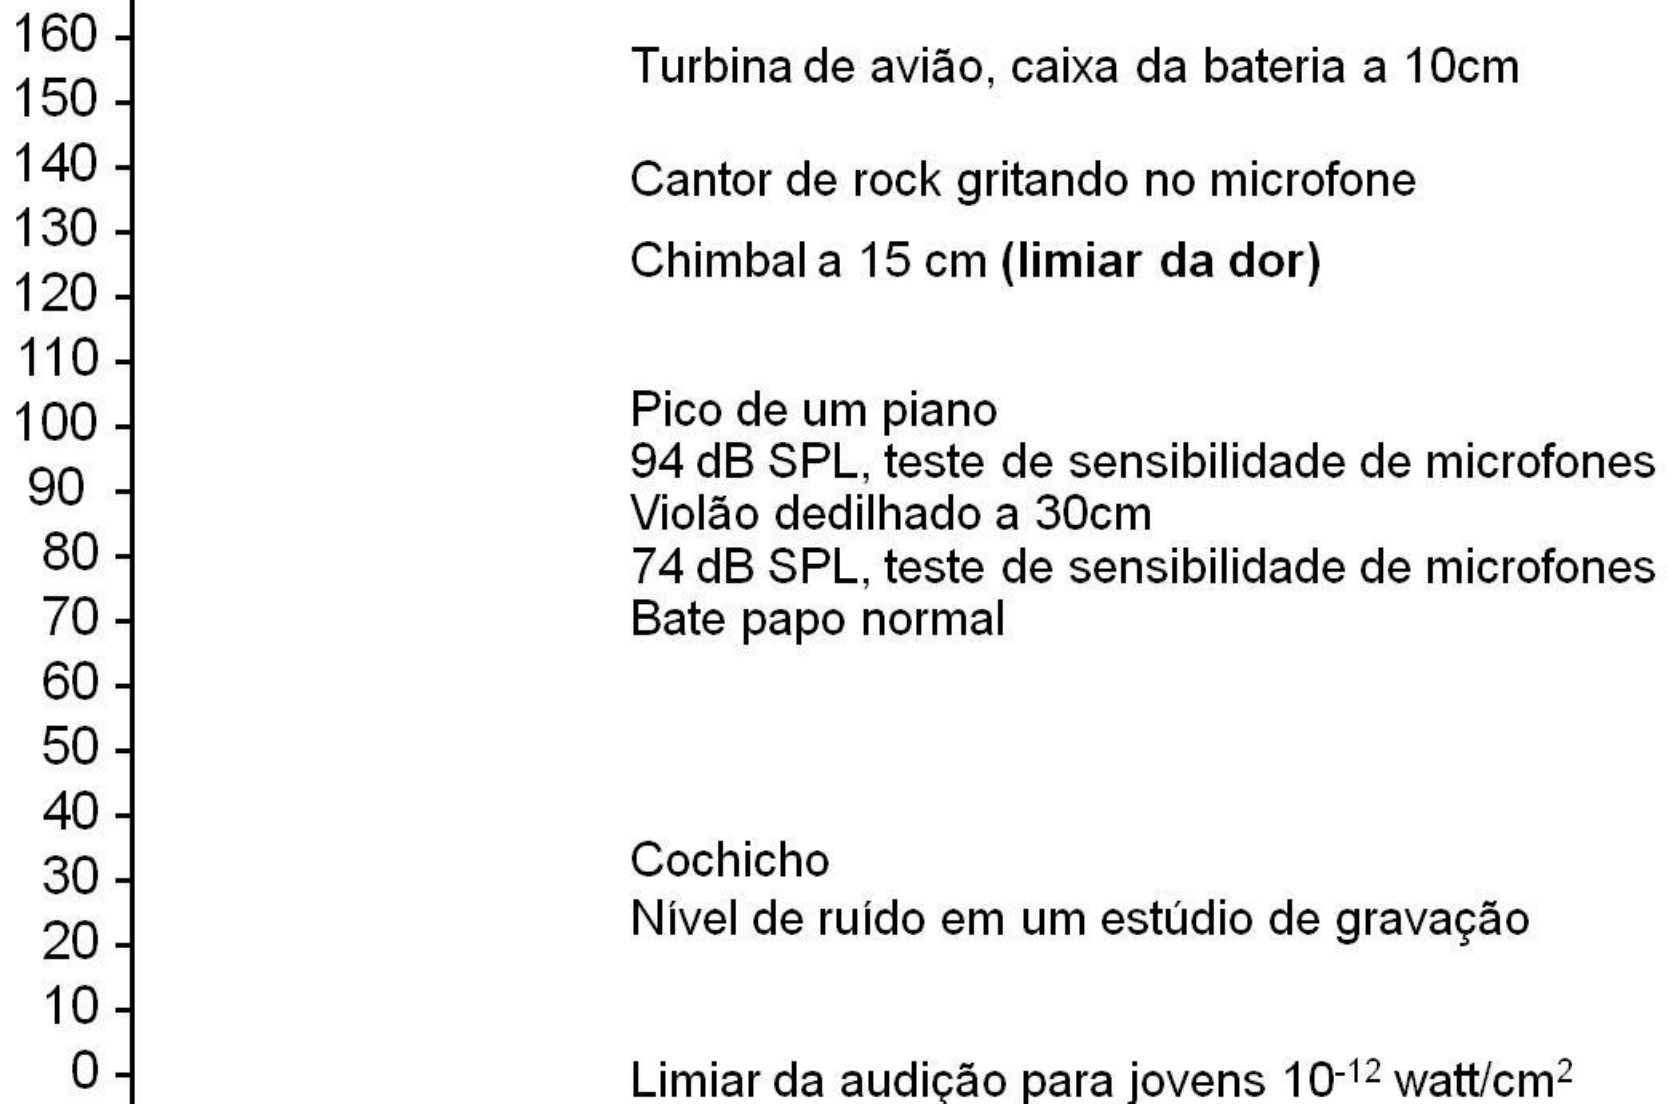 160
Turbina de avião, caixa da bateria a 10cm
150
140
Cantor de rock gritando no microfone
130
Chimbal a 15 cm (limiar da dor)
120
110
Pico de um piano
100
94 dB SPL, teste de sensibilidade de microfones
90
Violão dedilhado a 30cm
80
74 dB SPL, teste de sensibilidade de microfones
70
Bate papo normal
60
50
40
Cochicho
30
Nível de ruído em um estúdio de gravação
20
10
0
Limiar da audição para jovens 10⁻¹² watt/cm²